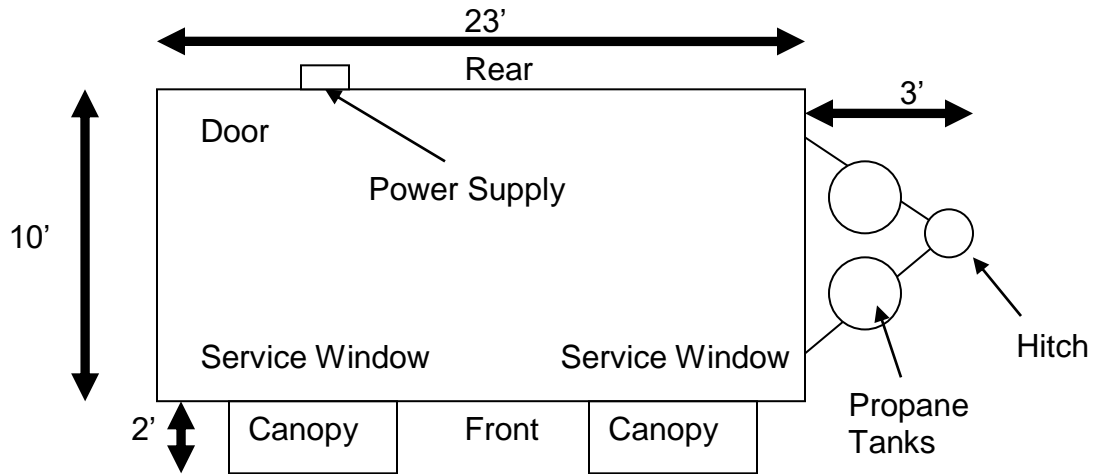 23’
Rear
3’
Door
Power Supply
10’
Service Window
Service Window
Hitch
2’
Canopy
Front
Canopy
Propane
Tanks